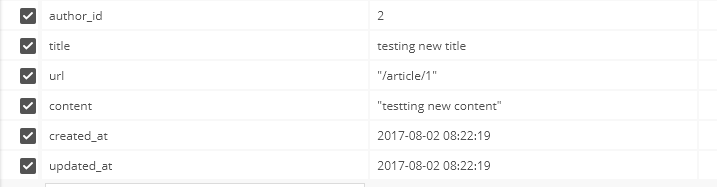 author_id 2
title testing new title
url "/article/1"
content "testting new content"
created_at 2017-08-02 08:22:19
updated_at 2017-08-02 08:22:19